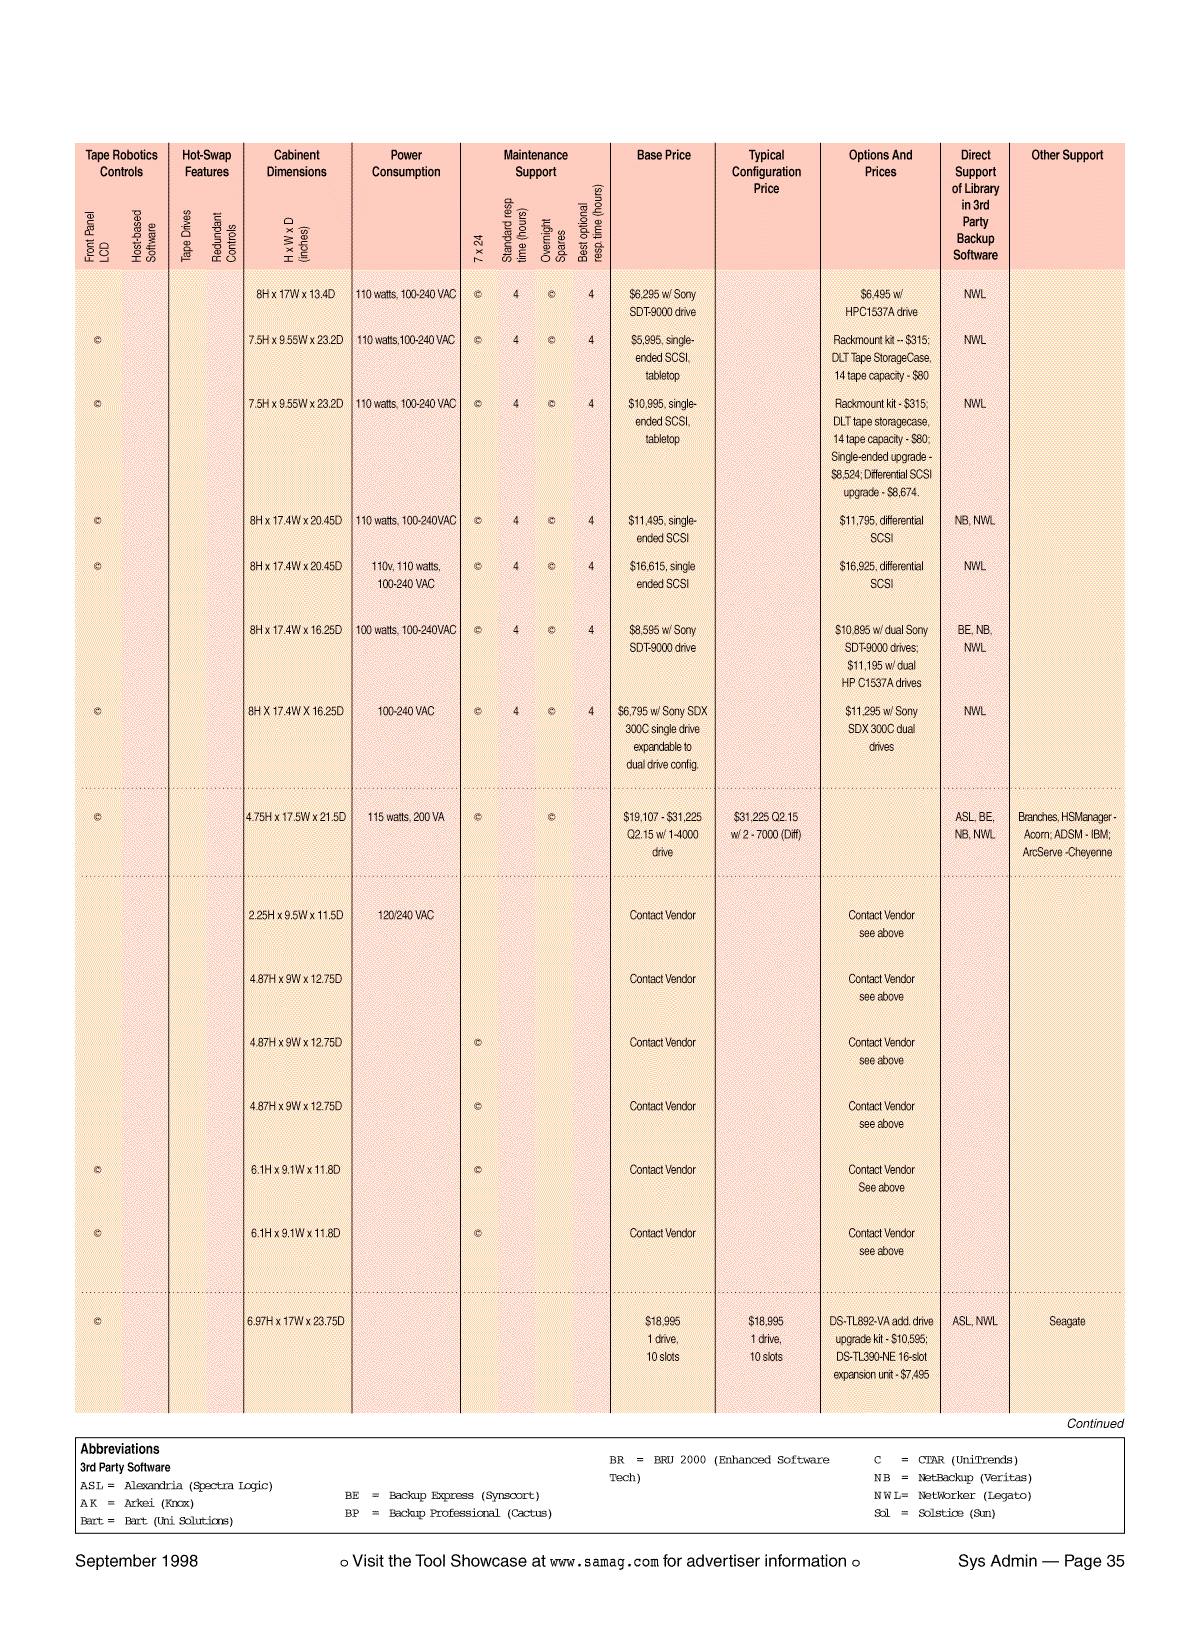 Tape Robotics Controls
Hot-Swap Features
Cabinent Dimensions
Power Consumption
Maintenance Support
Base Price
Typical Configuration Price
Options And Prices
Direct Support of Library in 3rd Party Backup Software
Other Support
Front Panel LCD
Host-based Software
Tape Drives
Redundant Controls
H x W x D (inches)
7 x 24
Standard resp time (hours)
Overnight Spares
Best optional resp. time (hours)
8H x 17W x 13.4D 110 watts, 100-240 VAC © 4 © 4 $6,295 w/ Sony $6,495 w/ NWL
SDT-9000 drive HPC1537A drive
© 7.5H x 9.55W x 23.2D 110 watts,100-240 VAC © 4 © 4 $5,995, single- Rackmount kit -- $315; NWL
ended SCSI, DLT Tape StorageCase,
tabletop 14 tape capacity - $80
© 7.5H x 9.55W x 23.2D 110 watts, 100-240 VAC © 4 © 4 $10,995, single- Rackmount kit - $315; NWL
ended SCSI, DLT tape storagecase,
tabletop 14 tape capacity - $80;
Single-ended upgrade -
$8,524; Differential SCSI
upgrade - $8,674.
© 8H x 17.4W x 20.45D 110 watts, 100-240VAC © 4 © 4 $11,495, single- $11,795, differential NB, NWL
ended SCSI SCSI
© 8H x 17.4W x 20.45D 110v, 110 watts, © 4 © 4 $16,615, single $16,925, differential NWL
100-240 VAC ended SCSI SCSI
8H x 17.4W x 16.25D 100 watts, 100-240VAC © 4 © 4 $8,595 w/ Sony $10,895 w/ dual Sony BE, NB,
SDT-9000 drive SDT-9000 drives; NWL
$11,195 w/ dual
HP C1537A drives
© 8H X 17.4W X 16.25D 100-240 VAC © 4 © 4 $6,795 w/ Sony SDX $11,295 w/ Sony NWL
300C single drive SDX 300C dual
expandable to drives
dual drive config.
© 4.75H x 17.5W x 21.5D 115 watts, 200 VA © © $19,107 - $31,225 $31,225 Q2.15 ASL, BE, Branches, HSManager -
Q2.15 w/ 1-4000 w/ 2 - 7000 (Diff) NB, NWL Acorn; ADSM - IBM;
drive ArcServe -Cheyenne
2.25H x 9.5W x 11.5D 120/240 VAC Contact Vendor Contact Vendor
see above
4.87H x 9W x 12.75D Contact Vendor Contact Vendor
see above
4.87H x 9W x 12.75D © Contact Vendor Contact Vendor
see above
4.87H x 9W x 12.75D © Contact Vendor Contact Vendor
see above
© 6.1H x 9.1W x 11.8D © Contact Vendor Contact Vendor
See above
© 6.1H x 9.1W x 11.8D © Contact Vendor Contact Vendor
see above
© 6.97H x 17W x 23.75D $18,995 $18,995 DS-TL892-VA add. drive ASL, NWL Seagate
1 drive, 1 drive, upgrade kit - $10,595;
10 slots 10 slots DS-TL390-NE 16-slot
expansion unit - $7,495
Continued
Abbreviations
3rd Party Software
ASL = Alexandria (Spectra Logic)
AK = Arkei (Knox)
Bart = Bart (Uni Solutions)
BE = Backup Express (Synscort)
BP = Backup Professional (Cactus)
BR = BRU 2000 (Enhanced Software
Tech)
C = CTAR (UniTrends)
NB = NetBackup (Veritas)
NWL= NetWorker (Legato)
Sol = Solstice (Sun)
September 1998 o Visit the Tool Showcase at www.samag.com for advertiser information o Sys Admin — Page 35